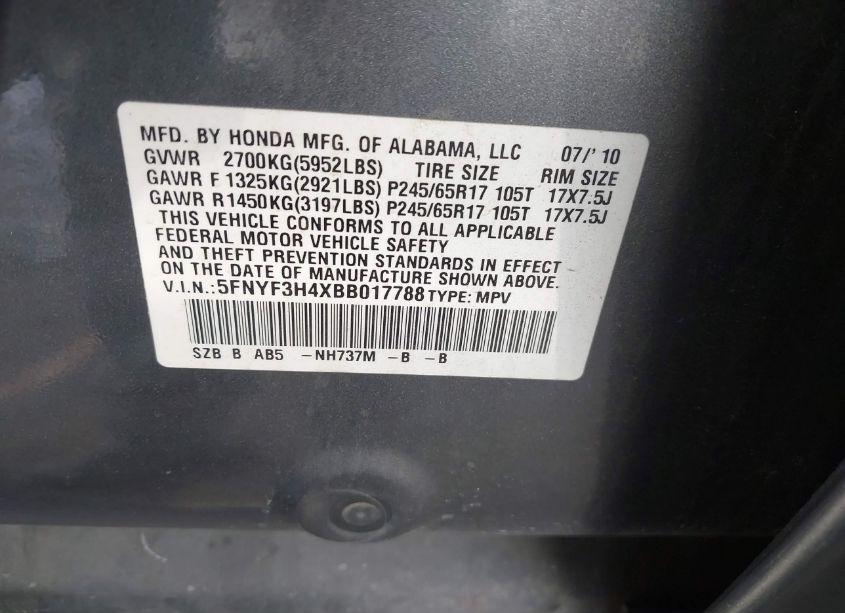 MFD. BY HONDA MFG. OF ALABAMA, LLC 07/' 10
GVWR 2700KG(5952LBS) TIRE SIZE RIM SIZE
GAWR F 1325KG(2921LBS) P245/65R17 105T 17X7.5J
GAWR R1450KG(3197LBS) P245/65R17 105T 17X7.5J
THIS VEHICLE CONFORMS TO ALL APPLICABLE
FEDERAL MOTOR VEHICLE SAFETY
AND THEFT PREVENTION STANDARDS IN EFFECT
ON THE DATE OF MANUFACTURE SHOWN ABOVE.
V.I.N.:5FNYF3H4XBB017788 TYPE: MPV
SZB B AB5 -NH737M -B -B